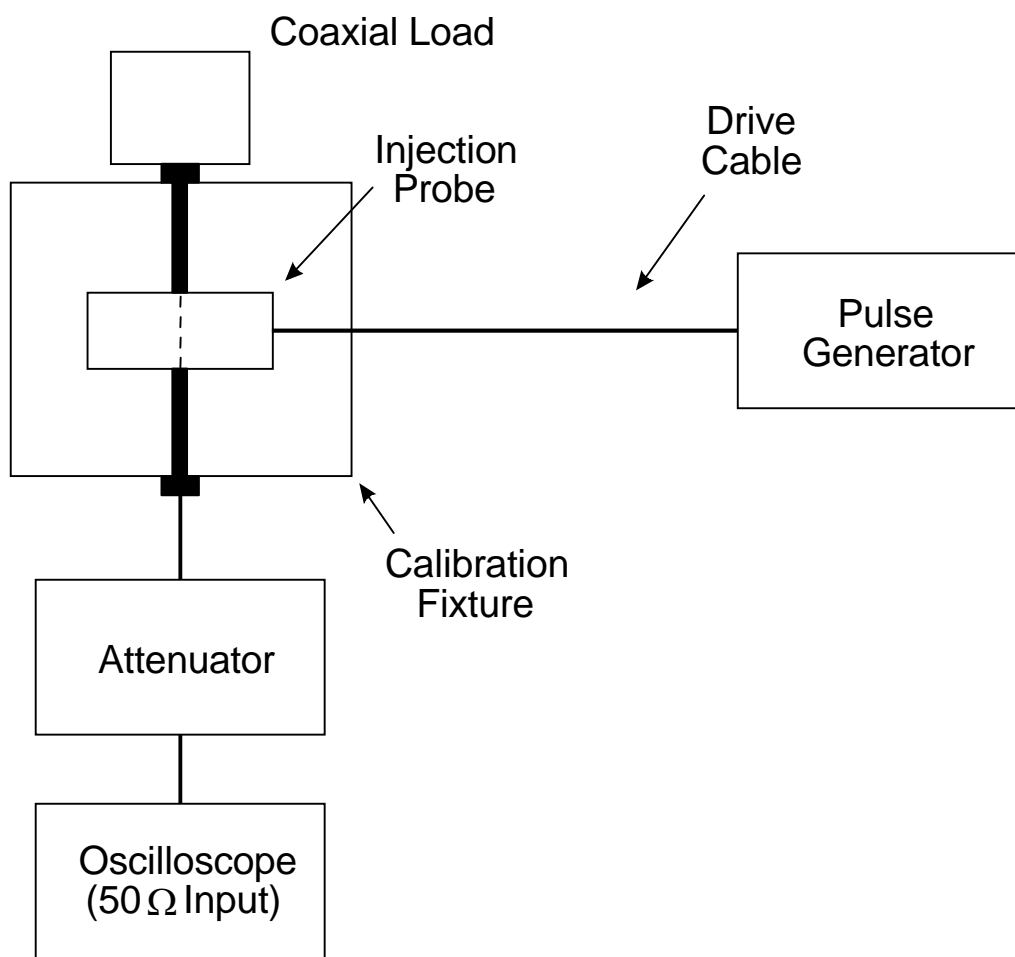 Coaxial Load
Injection
Probe
Drive
Cable
Pulse
Generator
Calibration
Fixture
Attenuator
Oscilloscope
(50 Ω Input)